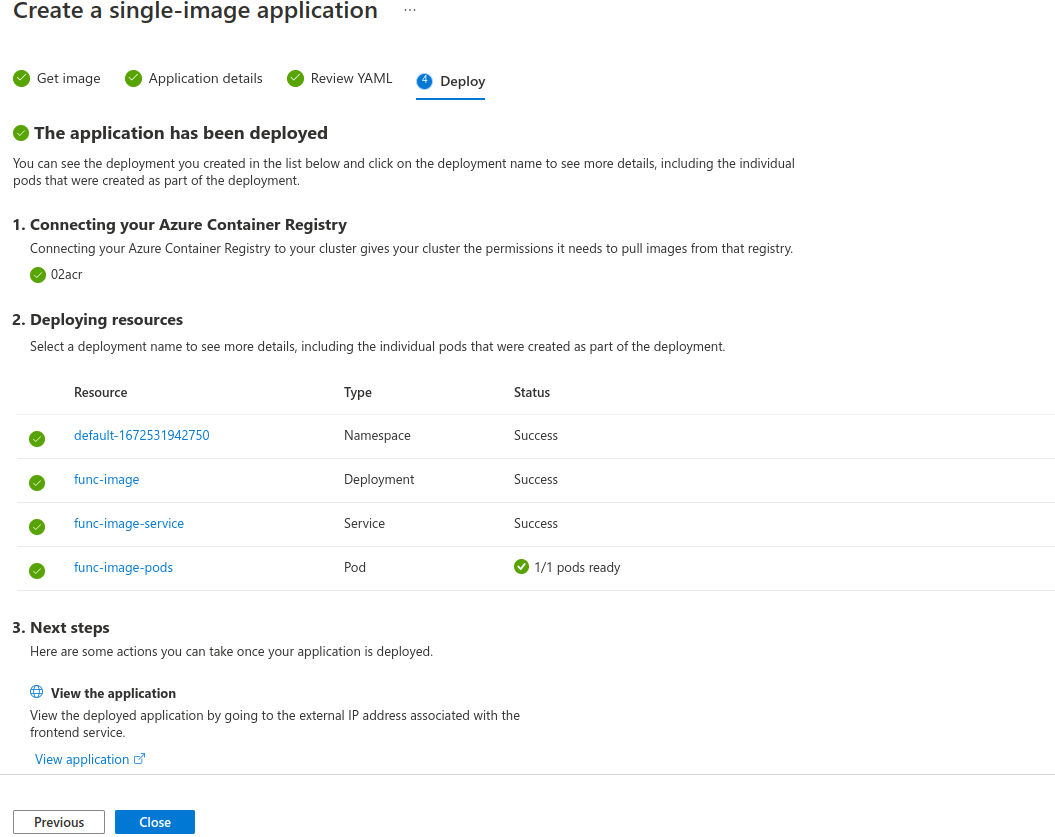 Create a single-image application ...
Get image Application details Review YAML 4 Deploy
The application has been deployed
You can see the deployment you created in the list below and click on the deployment name to see more details, including the individual
pods that were created as part of the deployment.
1. Connecting your Azure Container Registry
Connecting your Azure Container Registry to your cluster gives your cluster the permissions it needs to pull images from that registry.
02acr
2. Deploying resources
Select a deployment name to see more details, including the individual pods that were created as part of the deployment.
Resource Type Status
default-1672531942750 Namespace Success
func-image Deployment Success
func-image-service Service Success
func-image-pods Pod 1/1 pods ready
3. Next steps
Here are some actions you can take once your application is deployed.
View the application
View the deployed application by going to the external IP address associated with the
frontend service.
View application
Previous Close